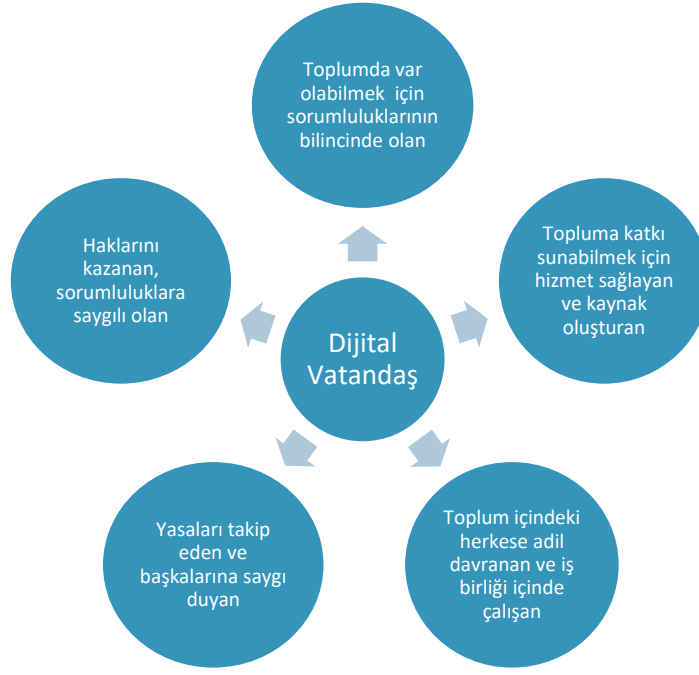 Toplumda var
olabilmek için
sorumluluklarının
bilincinde olan
Topluma katkı
sunabilmek için
hizmet sağlayan
ve kaynak
oluşturan
Toplum içindeki
herkese adil
davranan ve iş
birliği içinde
çalışan
Yasaları takip
eden ve
başkalarına saygı
duyan
Haklarını
kazanan,
sorumluluklara
saygılı olan
Dijital
Vatandaş